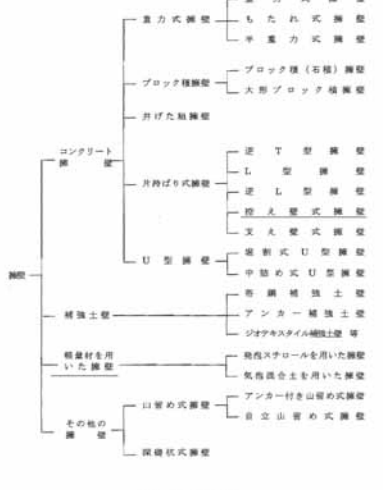 重力式擁壁
もたれ式擁壁
半重力式擁壁
ブロック積擁壁
ブロック積（石積）擁壁
大形ブロック積擁壁
井げた組擁壁
コンクリート
擁壁
片持ばり式擁壁
逆T型擁壁
L型擁壁
逆L型擁壁
控え壁式擁壁
支え壁式擁壁
U型擁壁
掘割式U型擁壁
中詰め式U型擁壁
擁壁
補強土壁
帯鋼補強土壁
アンカー補強土壁
ジオテキスタイル補強土壁 等
軽量材を用
いた擁壁
発泡スチロールを用いた擁壁
気泡混合土を用いた擁壁
その他の
擁壁
山留め式擁壁
アンカー付き山留め式擁壁
自立山留め式擁壁
深礎杭式擁壁